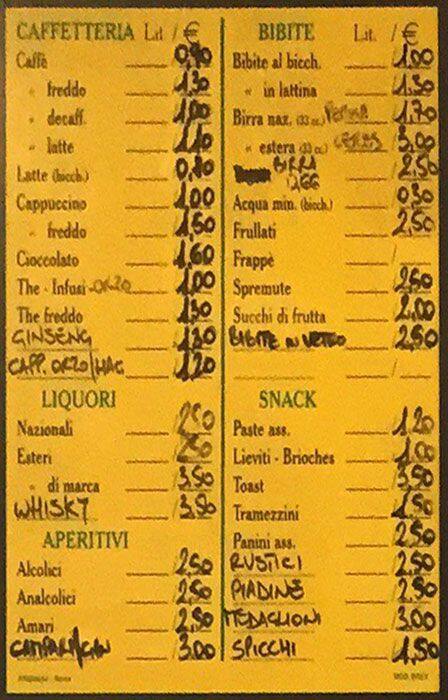 CAFFETTERIA Lit. / €
Caffè / 0,90
" freddo / 1,30
" decaff. / 1,00
" latte / 1,10
Latte (bicch.) / 0,80
Cappuccino / 1,00
" freddo / 1,50
Cioccolato / 1,60
The - Infusi - ORZO / 1,00
The freddo / 1,30
GINSENG / 1,20
CAPP. ORZO/MAC / 1,20
LIQUORI
Nazionali / 2,50
Esteri / 2,50
" di marca / 3,50
WHISKY / 3,50
APERITIVI
Alcolici / 2,50
Analcolici / 2,50
Amari / 2,50
CAMPARI/GIN / 3,00
BIBITE Lit. / €
Bibite al bicch. / 1,00
" in lattina / 1,50
Birra naz. (33 cc.) / 1,70
" estera (33 cc.) CERES / 3,00
BIRRA / 2,50
Acqua min. (bicch.) / 0,30
Frullati / 2,50
Frappè /
Spremute / 2,50
Succhi di frutta / 2,00
BIBITE IN VETRO / 2,50
/
SNACK
Paste ass. / 1,20
Lieviti - Brioches / 1,00
Toast / 3,50
Tramezzini / 1,50
Panini ass. / 2,50
RUSTICI / 2,50
PIADINE / 2,50
MEDAGLIONI / 3,00
SPICCHI / 1,50